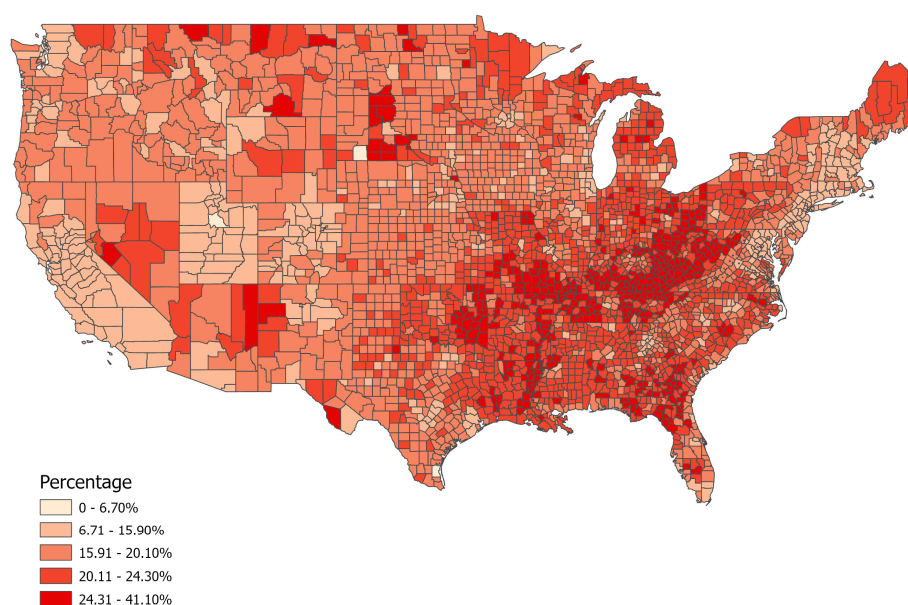 Percentage
0 - 6.70%
6.71 - 15.90%
15.91 - 20.10%
20.11 - 24.30%
24.31 - 41.10%